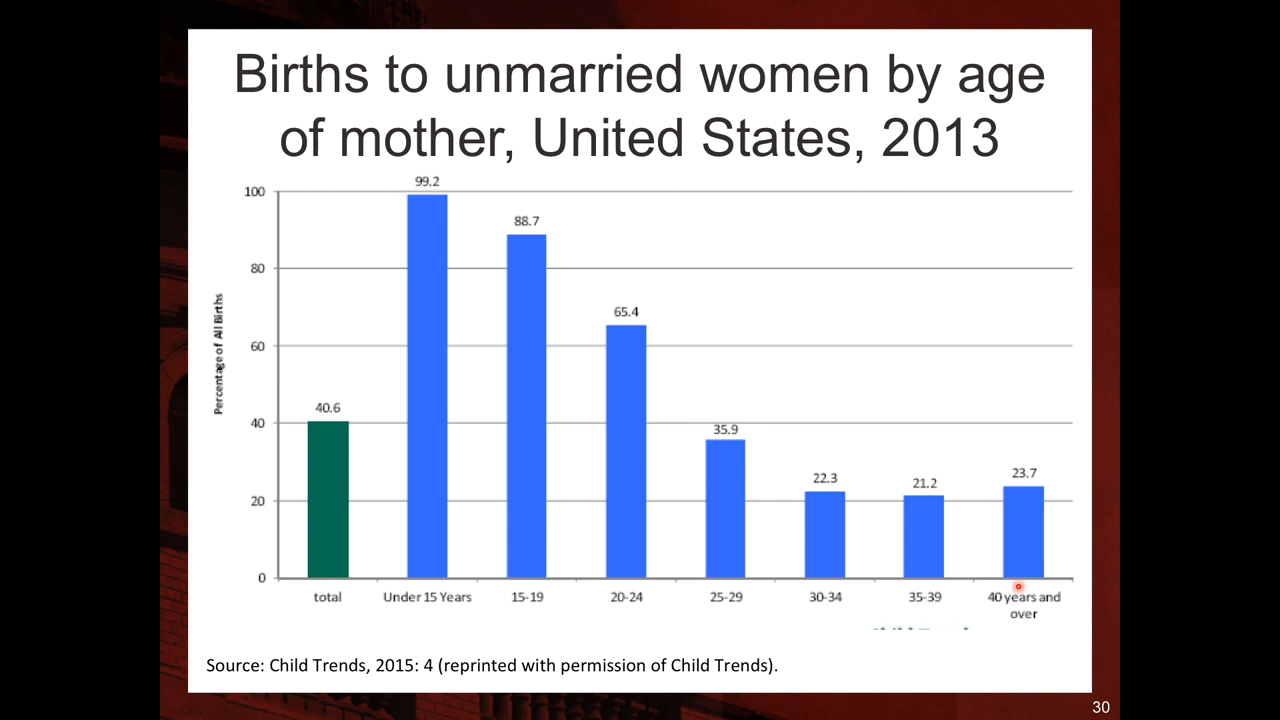 Births to unmarried women by age
of mother, United States, 2013
Percentage of All Births
100
80
60
40
20
0
40.6
99.2
88.7
65.4
35.9
22.3
21.2
23.7
total
Under 15 Years
15-19
20-24
25-29
30-34
35-39
40 years and
over
Source: Child Trends, 2015: 4 (reprinted with permission of Child Trends).
30